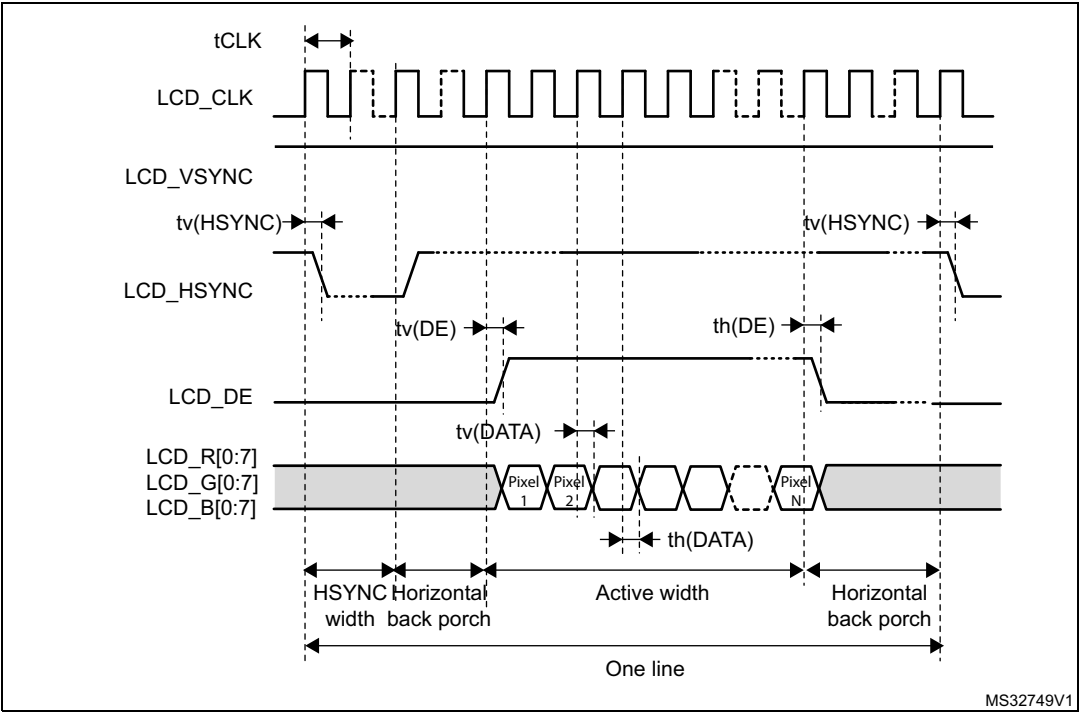 tCLK
LCD_CLK
LCD_VSYNC
tv(HSYNC)
tv(HSYNC)
LCD_HSYNC
tv(DE)
th(DE)
LCD_DE
tv(DATA)
LCD_R[0:7]
LCD_G[0:7]
LCD_B[0:7]
Pixel
1
Pixel
2
Pixel
N
th(DATA)
HSYNC
width
Horizontal
back porch
Active width
Horizontal
back porch
One line
MS32749V1